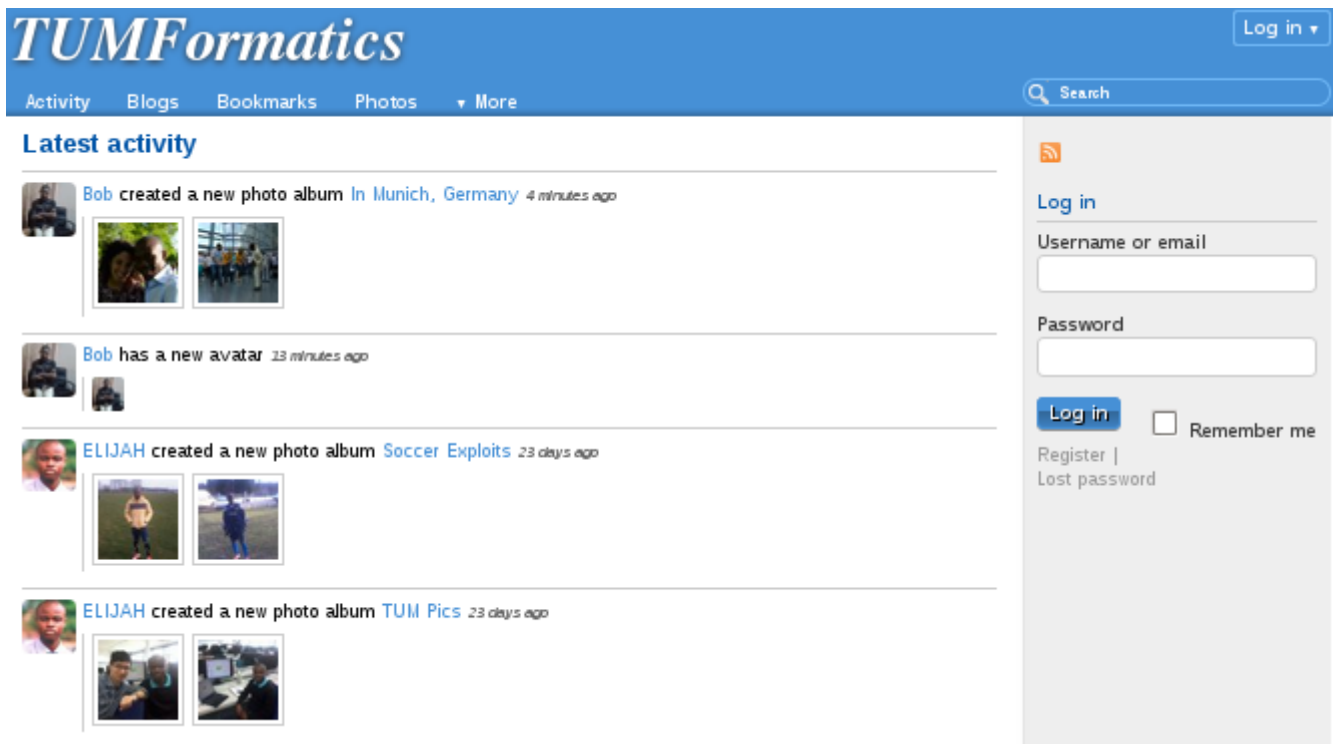 TUMFormatics
Log in ▾
Activity Blogs Bookmarks Photos ▾ More
Search
Latest activity
Bob created a new photo album In Munich, Germany 4 minutes ago
Bob has a new avatar 13 minutes ago
ELIJAH created a new photo album Soccer Exploits 23 days ago
ELIJAH created a new photo album TUM Pics 23 days ago
Log in
Username or email
Password
Log in
Remember me
Register |
Lost password